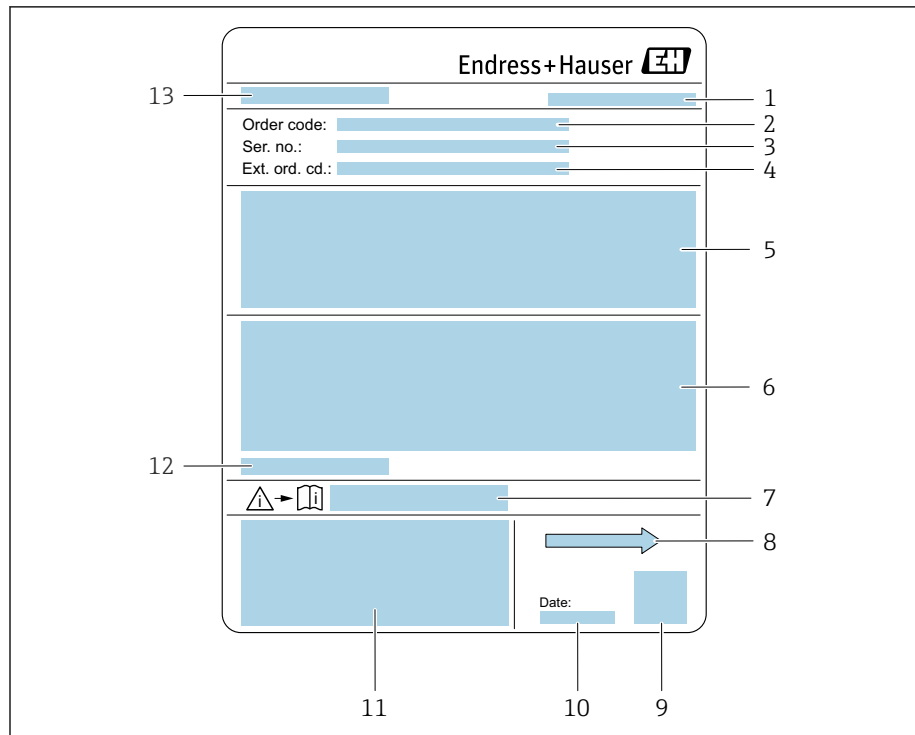 Endress+Hauser EH
13
1
Order code:
2
Ser. no.:
3
Ext. ord. cd.:
4
5
6
12
i
i
7
8
Date:
11
10
9